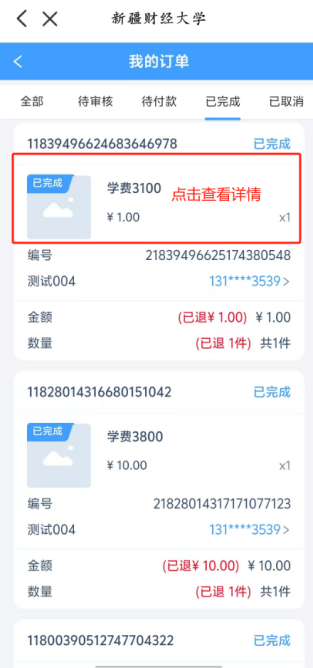 新疆财经大学
我的订单
全部 待审核 待付款 已完成 已取消
11839496624683646978 已完成
已完成
学费3100
点击查看详情
¥ 1.00 x1
编号 21839496625174380548
测试004 131****3539 >
金额 (已退¥ 1.00) ¥ 1.00
数量 (已退 1件) 共1件
11828014316680151042 已完成
已完成
学费3800
¥ 10.00 x1
编号 21828014317171077123
测试004 131****3539 >
金额 (已退¥ 10.00) ¥ 10.00
数量 (已退 1件) 共1件
11800390512747704322 已完成